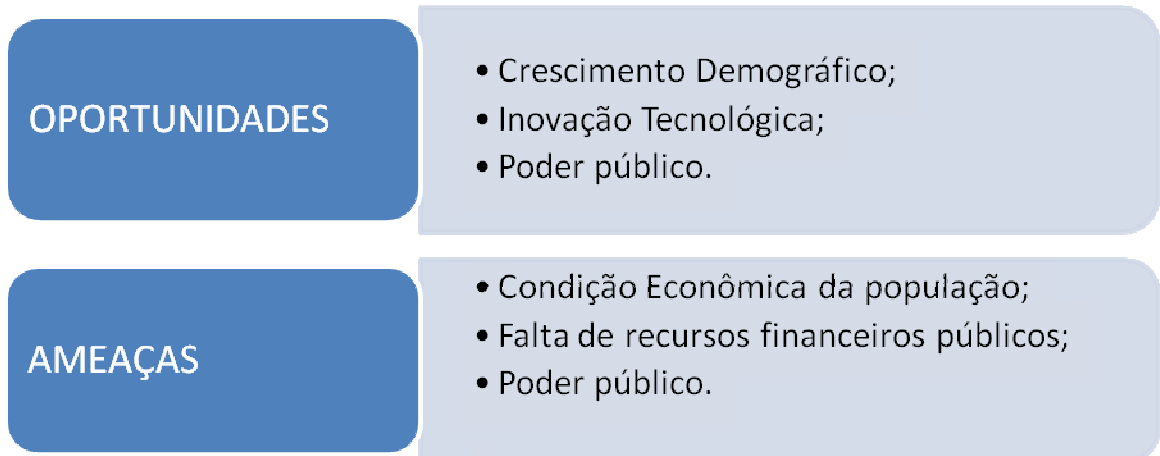 OPORTUNIDADES
• Crescimento Demográfico;
• Inovação Tecnológica;
• Poder público.
AMEAÇAS
• Condição Econômica da população;
• Falta de recursos financeiros públicos;
• Poder público.